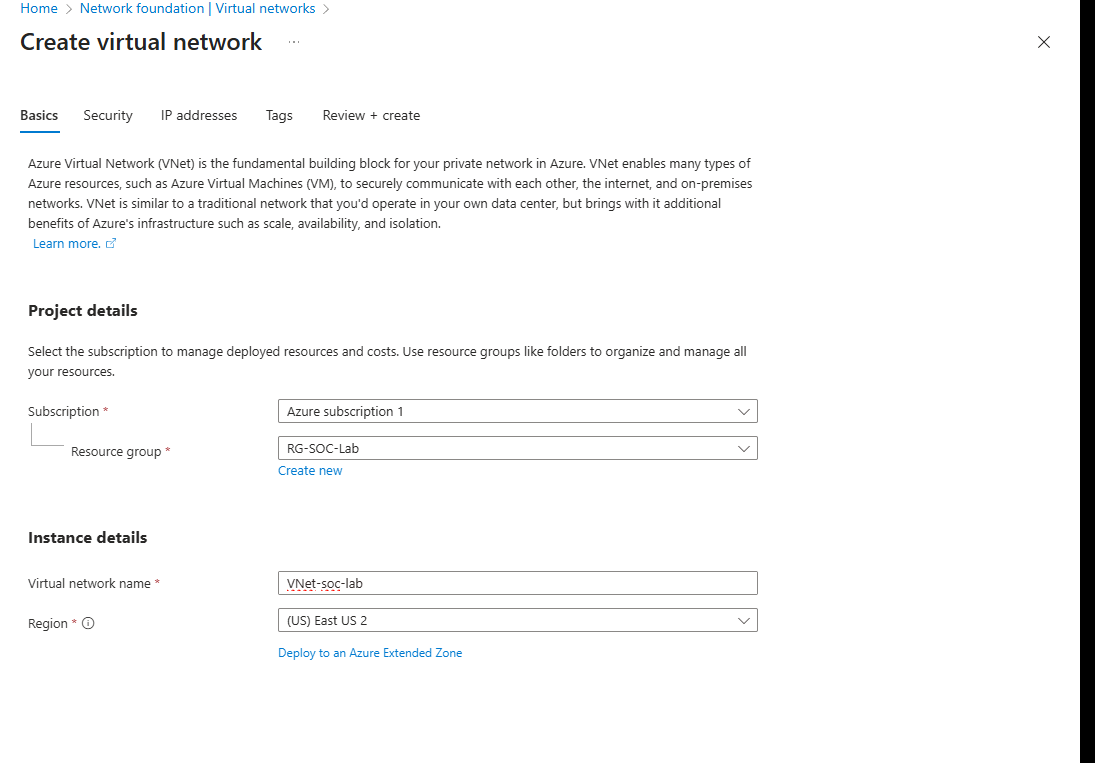 Home > Network foundation | Virtual networks >
Create virtual network ...
Basics Security IP addresses Tags Review + create
Azure Virtual Network (VNet) is the fundamental building block for your private network in Azure. VNet enables many types of
Azure resources, such as Azure Virtual Machines (VM), to securely communicate with each other, the internet, and on-premises
networks. VNet is similar to a traditional network that you'd operate in your own data center, but brings with it additional
benefits of Azure's infrastructure such as scale, availability, and isolation.
Learn more.
Project details
Select the subscription to manage deployed resources and costs. Use resource groups like folders to organize and manage all
your resources.
Subscription * Azure subscription 1
Resource group * RG-SOC-Lab
Create new
Instance details
Virtual network name * VNet-soc-lab
Region * (US) East US 2
Deploy to an Azure Extended Zone